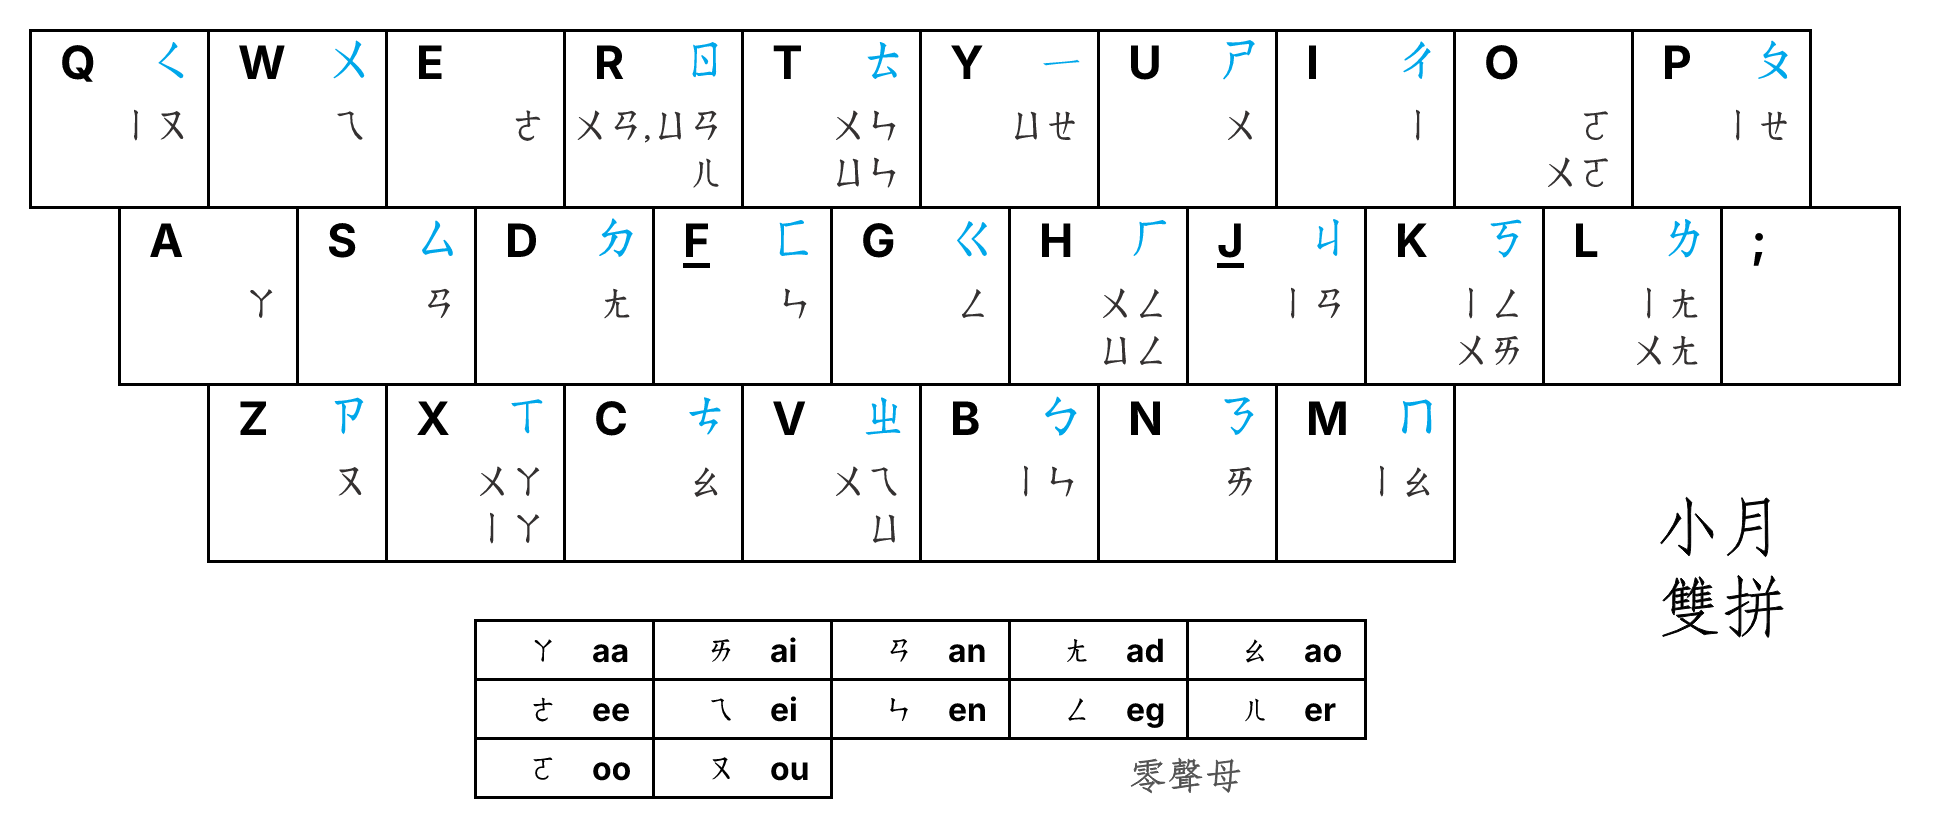 Q ㄑ W ㄨ E R ㄖ T ㄊ Y ㄧ U ㄕ I ㄔ O P ㄆ
ㄧㄡ ㄟ ㄜ ㄨㄢ,ㄩㄢ ㄨㄣ ㄩㄝ ㄨ ㄧ ㄛ ㄧㄝ
ㄦ ㄩㄣ ㄨㄛ
A S ㄙ D ㄉ F ㄈ G ㄍ H ㄏ J ㄐ K ㄎ L ㄌ ;
ㄚ ㄢ ㄤ ㄣ ㄥ ㄨㄥ ㄧㄢ ㄧㄥ ㄧㄤ
ㄩㄥ ㄨㄞ ㄨㄤ
Z ㄗ X ㄒ C ㄘ V ㄓ B ㄅ N ㄋ M ㄇ
ㄡ ㄨㄚ ㄠ ㄨㄟ ㄧㄣ ㄞ ㄧㄠ
ㄧㄚ ㄩ
小月
雙拼
ㄚ aa ㄞ ai ㄢ an ㄤ ad ㄠ ao
ㄜ ee ㄟ ei ㄣ en ㄥ eg ㄦ er
ㄛ oo ㄡ ou
零聲母